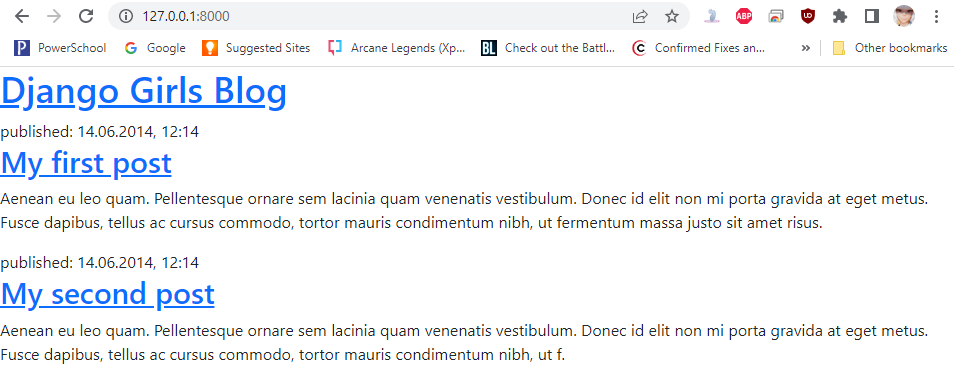 127.0.0.1:8000
ABP
PowerSchool
Google
Suggested Sites
Arcane Legends (Xp...
BL
Check out the Battl...
Confirmed Fixes an...
»
Other bookmarks
Django Girls Blog
published: 14.06.2014, 12:14
My first post
Aenean eu leo quam. Pellentesque ornare sem lacinia quam venenatis vestibulum. Donec id elit non mi porta gravida at eget metus.
Fusce dapibus, tellus ac cursus commodo, tortor mauris condimentum nibh, ut fermentum massa justo sit amet risus.
published: 14.06.2014, 12:14
My second post
Aenean eu leo quam. Pellentesque ornare sem lacinia quam venenatis vestibulum. Donec id elit non mi porta gravida at eget metus.
Fusce dapibus, tellus ac cursus commodo, tortor mauris condimentum nibh, ut f.